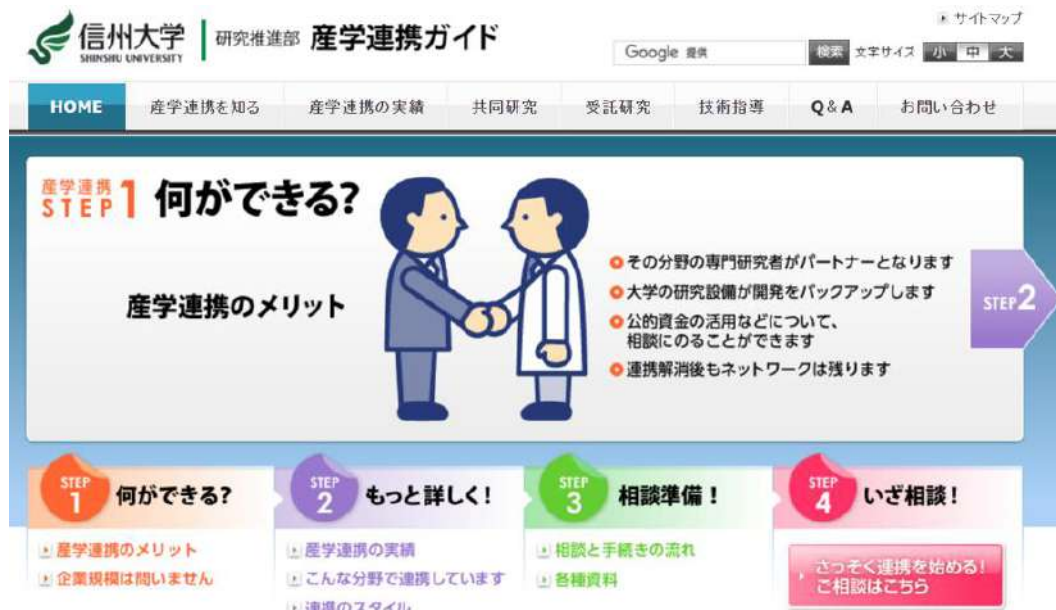 サイトマップ
信州大学
SHINSHU UNIVERSITY
研究推進部 産学連携ガイド
Google 提供
検索
文字サイズ 小 中 大
HOME 産学連携を知る 産学連携の実績 共同研究 受託研究 技術指導 Q&A お問い合わせ
産学連携
STEP 1 何ができる?
産学連携のメリット
その分野の専門研究者がパートナーとなります
大学の研究設備が開発をバックアップします
公的資金の活用などについて、
相談にのることができます
連携解消後もネットワークは残ります
STEP2
STEP 1 何ができる?
産学連携のメリット
企業規模は問いません
STEP 2 もっと詳しく!
産学連携の実績
こんな分野で連携しています
連携のスタイル
STEP 3 相談準備!
相談と手続きの流れ
各種資料
STEP 4 いざ相談!
さっそく連携を始める!
ご相談はこちら